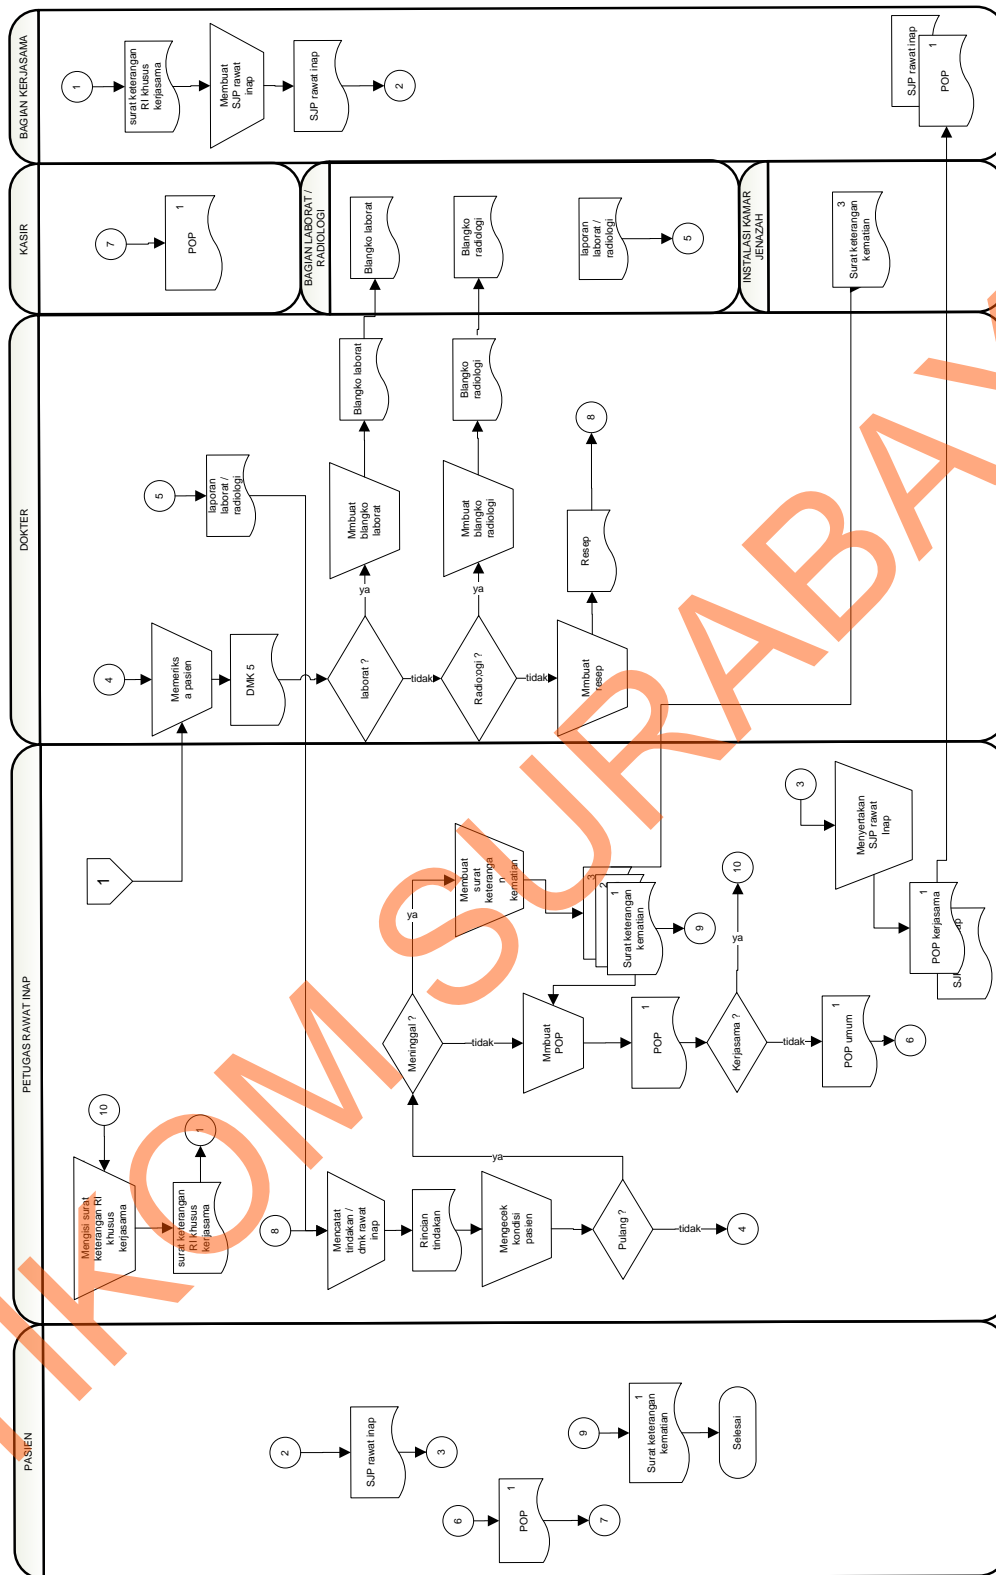 PASIEN
2
SJP rawat inap
3
6
1
POP
7
9
1
Surat keterangan
kematian
Selesai
PETUGAS RAWAT INAP
10
Mengisi surat
keterangan RI
khusus
kerjasama
surat keterangan
RI khusus
kerjasama
1
8
Mencatat
tindakan /
dmk rawat
inap
Rincian
tindakan
Mengecek
kordisi
pasien
Pulang ?
ya
tidak
4
1
Meninggal ?
ya
tidak
Membuat
surat
keteranga
n
kematian
3
2
1
Surat keterangan
kematian
9
Mmbuat
POP
1
POP
Kerjasama ?
ya
10
tidak
1
POP umum
6
3
Menyertakan
SJP rawat
Inap
1
POP kerjasama
DOKTER
4
Memeriks
a pasien
DMK 5
5
laporan
laborat /
radiologi
laborat ?
ya
tidak
Mmbuat
blangko
laborat
Blangko laborat
Radio;ogi ?
ya
tidak
Mmbuat
blangko
radiologi
Blangko
radiologi
Mmbuat
resep
Resep
8
KASIR
7
1
POP
BAGIAN LABORAT /
RADIOLOGI
Blangko laborat
Blangko
radiologi
laporan
laborat /
radiologi
5
INSTALASI KAMAR
JENAZAH
3
Surat keterangan
kematian
BAGIAN KERJASAMA
1
surat keterangan
RI khusus
kerjasama
Membuat
SJP rawat
inap
SJP rawat inap
2
SJP rawat inap
1
POP
IKOM SURABAY